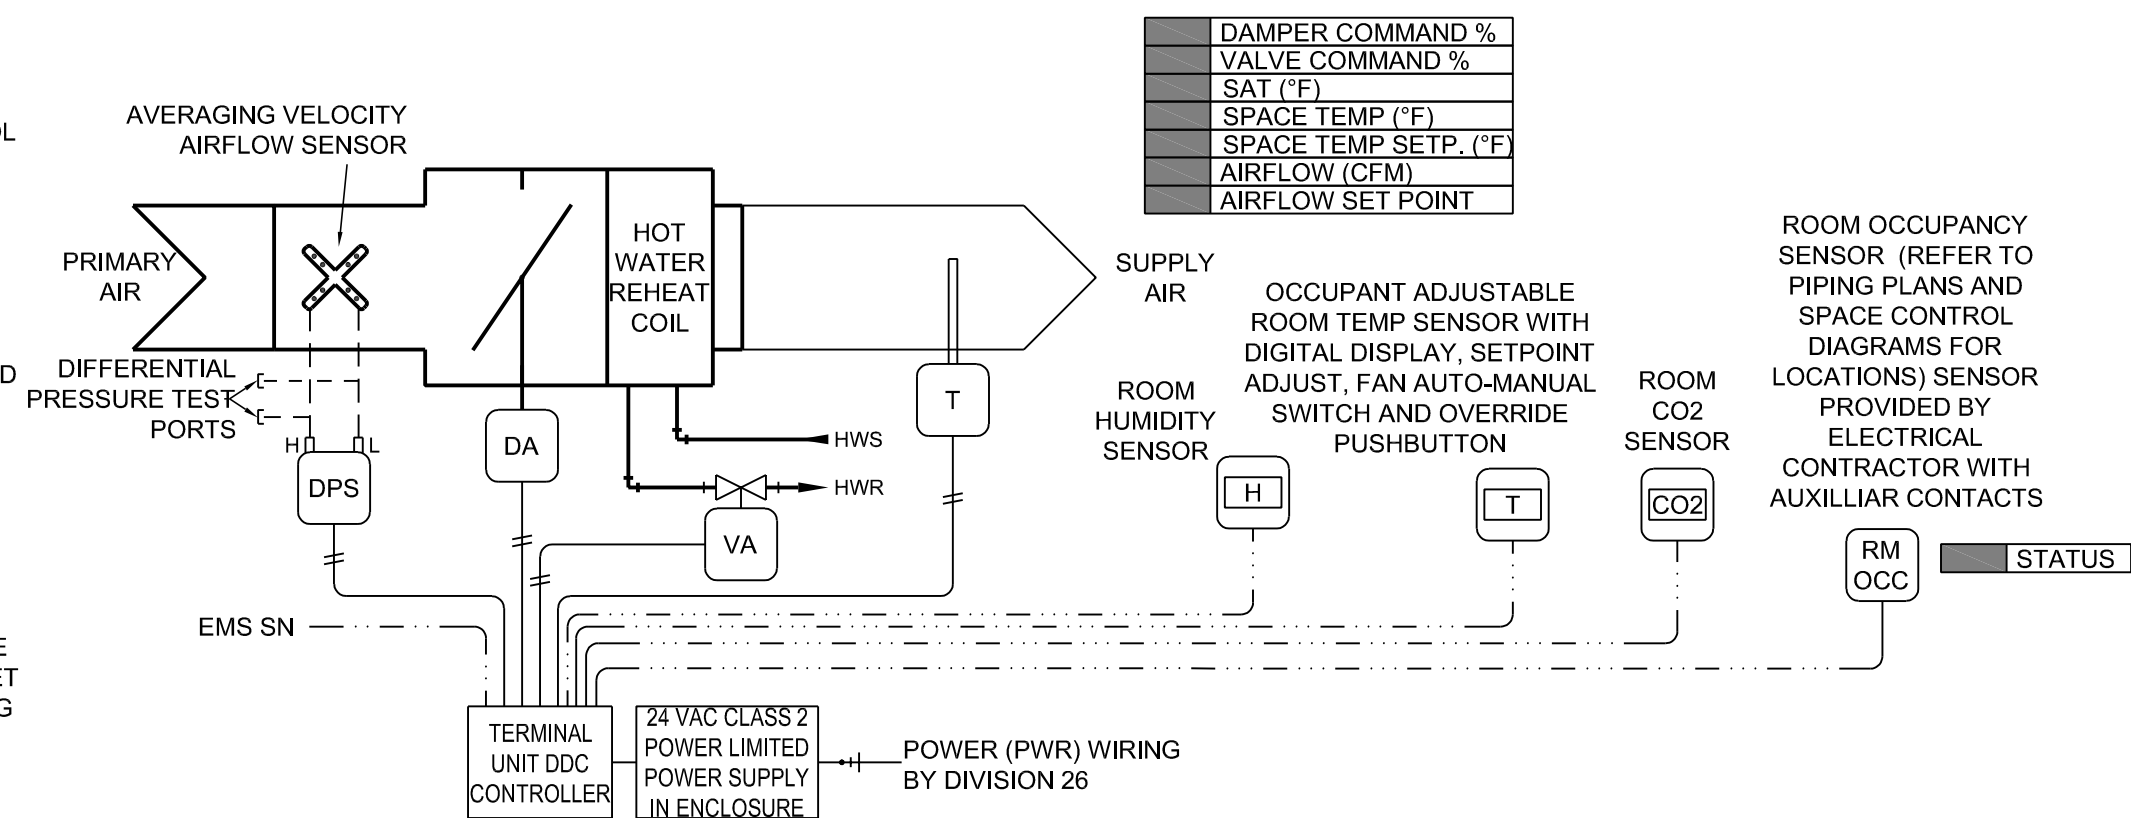 DAMPER COMMAND %
VALVE COMMAND %
SAT (°F)
SPACE TEMP (°F)
SPACE TEMP SETP. (°F)
AIRFLOW (CFM)
AIRFLOW SET POINT
AVERAGING VELOCITY
AIRFLOW SENSOR
OL
PRIMARY
AIR
HOT
WATER
REHEAT
COIL
SUPPLY
AIR
D
DIFFERENTIAL
PRESSURE TEST
PORTS
H
L
DPS
DA
T
HWS
HWR
VA
ROOM
HUMIDITY
SENSOR
H
OCCUPANT ADJUSTABLE
ROOM TEMP SENSOR WITH
DIGITAL DISPLAY, SETPOINT
ADJUST, FAN AUTO-MANUAL
SWITCH AND OVERRIDE
PUSHBUTTON
T
ROOM
CO2
SENSOR
CO2
ROOM OCCUPANCY
SENSOR (REFER TO
PIPING PLANS AND
SPACE CONTROL
DIAGRAMS FOR
LOCATIONS) SENSOR
PROVIDED BY
ELECTRICAL
CONTRACTOR WITH
AUXILLIAR CONTACTS
RM
OCC
STATUS
EMS SN
E
ET
G
TERMINAL
UNIT DDC
CONTROLLER
24 VAC CLASS 2
POWER LIMITED
POWER SUPPLY
IN ENCLOSURE
POWER (PWR) WIRING
BY DIVISION 26